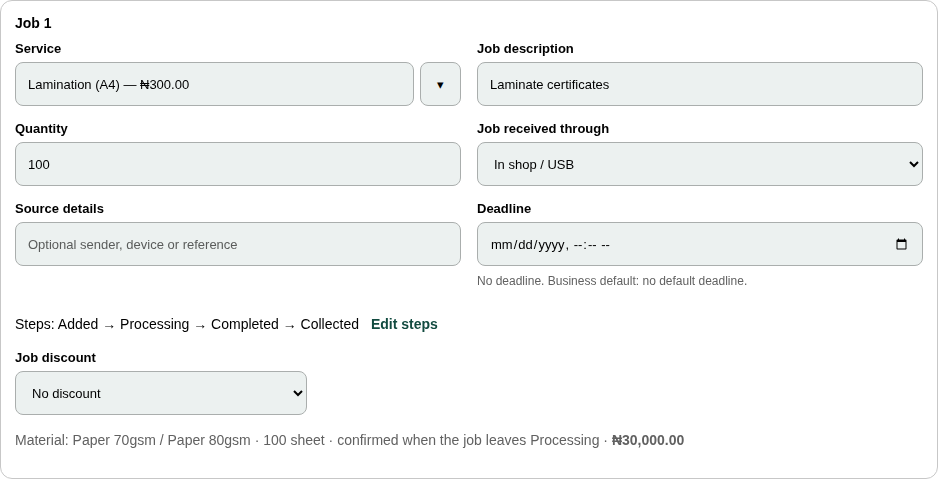 Job 1
Service
Job description
Lamination (A4) — ₦300.00
▼
Laminate certificates
Quantity
Job received through
100
In shop / USB
Source details
Deadline
Optional sender, device or reference
mm/dd/yyyy, --:-- --
No deadline. Business default: no default deadline.
Steps: Added → Processing → Completed → Collected Edit steps
Job discount
No discount
Material: Paper 70gsm / Paper 80gsm · 100 sheet · confirmed when the job leaves Processing · ₦30,000.00